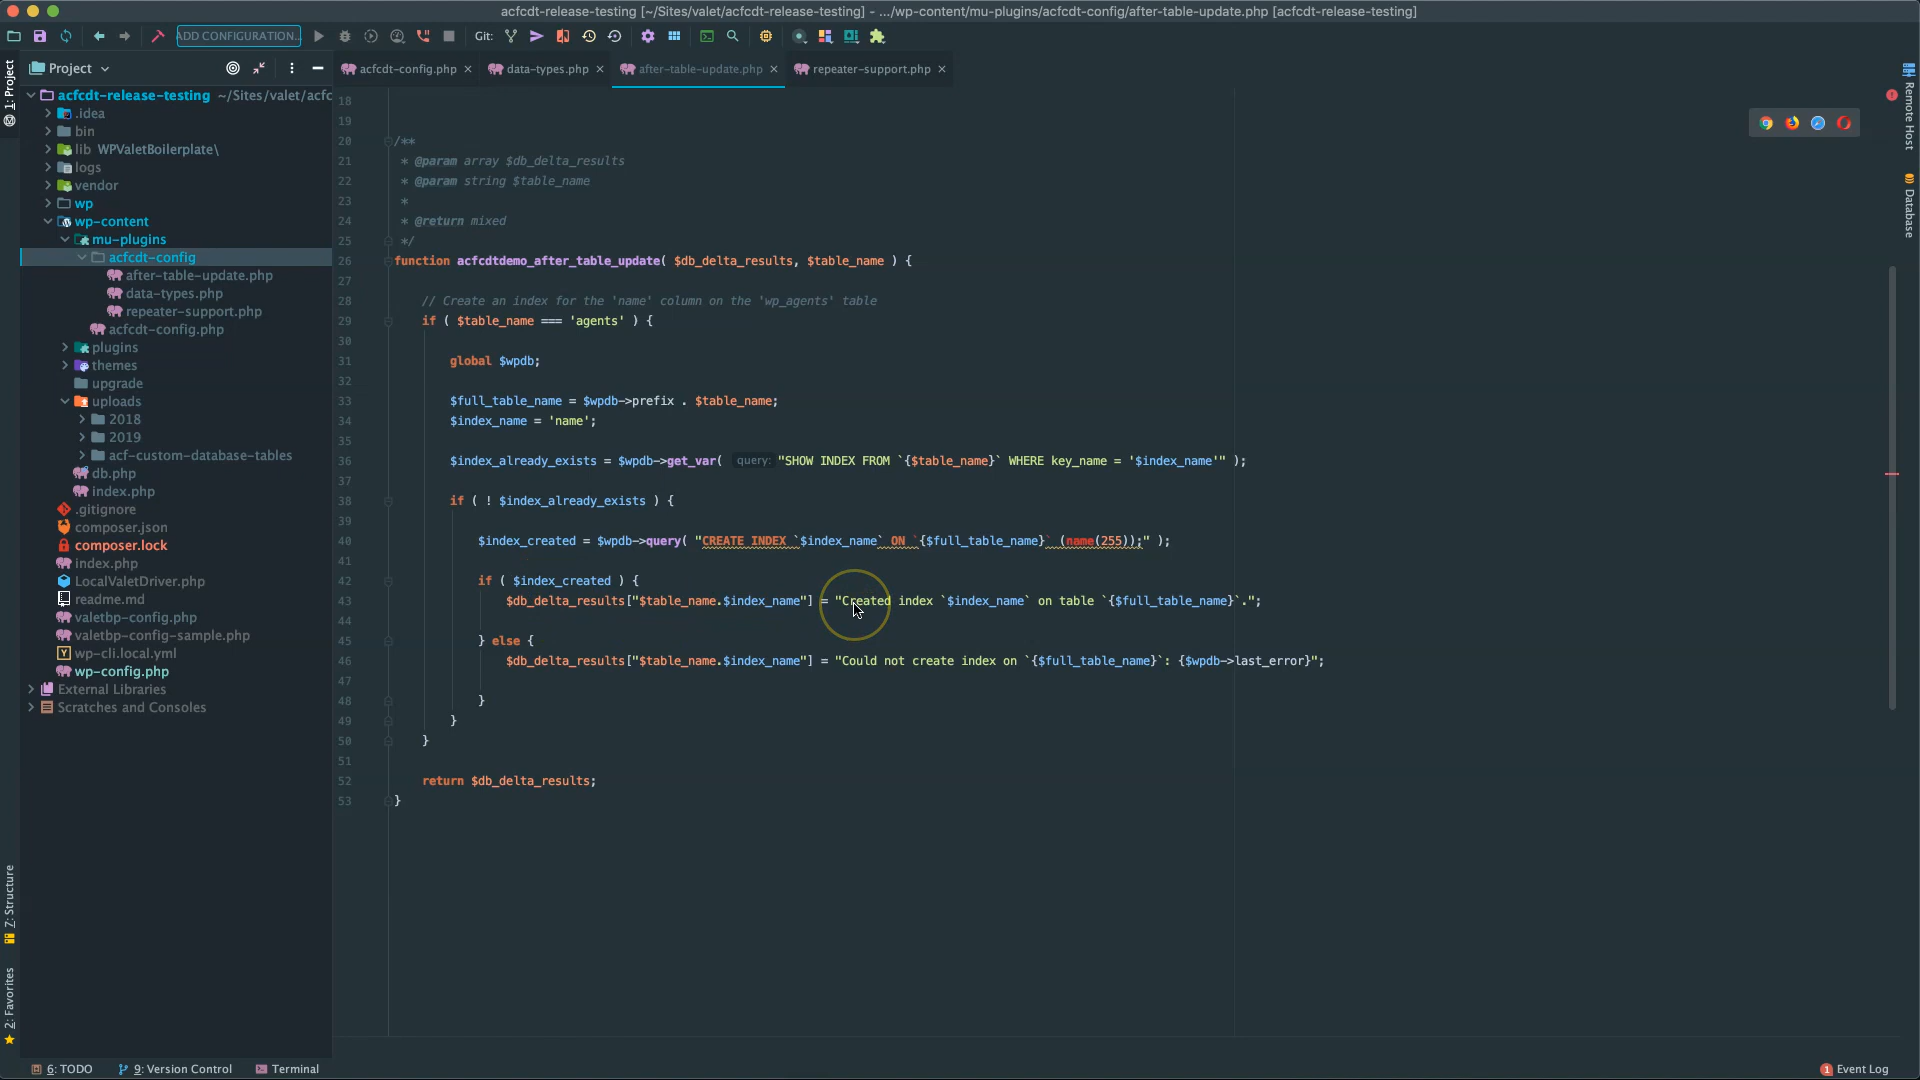 acfcdt-release-testing [~/Sites/valet/acfcdt-release-testing] - .../wp-content/mu-plugins/acfcdt-config/after-table-update.php [acfcdt-release-testing]
ADD CONFIGURATION...
Git:
Project
acfcdt-config.php
data-types.php
after-table-update.php
repeater-support.php
1: Project
7: Structure
2: Favorites
Remote Host
Database
acfcdt-release-testing ~/Sites/valet/acfc
.idea
bin
lib WPValetBoilerplate\
logs
vendor
wp
wp-content
mu-plugins
acfcdt-config
after-table-update.php
data-types.php
repeater-support.php
acfcdt-config.php
plugins
themes
upgrade
uploads
2018
2019
acf-custom-database-tables
db.php
index.php
.gitignore
composer.json
composer.lock
index.php
LocalValetDriver.php
readme.md
valetbp-config.php
valetbp-config-sample.php
wp-cli.local.yml
wp-config.php
External Libraries
Scratches and Consoles
18
19
20 /**
21 * @param array $db_delta_results
22 * @param string $table_name
23 *
24 * @return mixed
25 */
26 function acfcdtdemo_after_table_update( $db_delta_results, $table_name ) {
27
28 // Create an index for the 'name' column on the 'wp_agents' table
29 if ( $table_name === 'agents' ) {
30
31 global $wpdb;
32
33 $full_table_name = $wpdb->prefix . $table_name;
34 $index_name = 'name';
35
36 $index_already_exists = $wpdb->get_var( query: "SHOW INDEX FROM `{$table_name}` WHERE key_name = '$index_name'" );
37
38 if ( ! $index_already_exists ) {
39
40 $index_created = $wpdb->query( "CREATE INDEX `$index_name` ON `{$full_table_name}` (name(255));" );
41
42 if ( $index_created ) {
43 $db_delta_results["$table_name.$index_name"] = "Created index `$index_name` on table `{$full_table_name}`.";
44
45 } else {
46 $db_delta_results["$table_name.$index_name"] = "Could not create index on `{$full_table_name}`: {$wpdb->last_error}";
47
48 }
49 }
50 }
51
52 return $db_delta_results;
53 }
6: TODO
9: Version Control
Terminal
1 Event Log